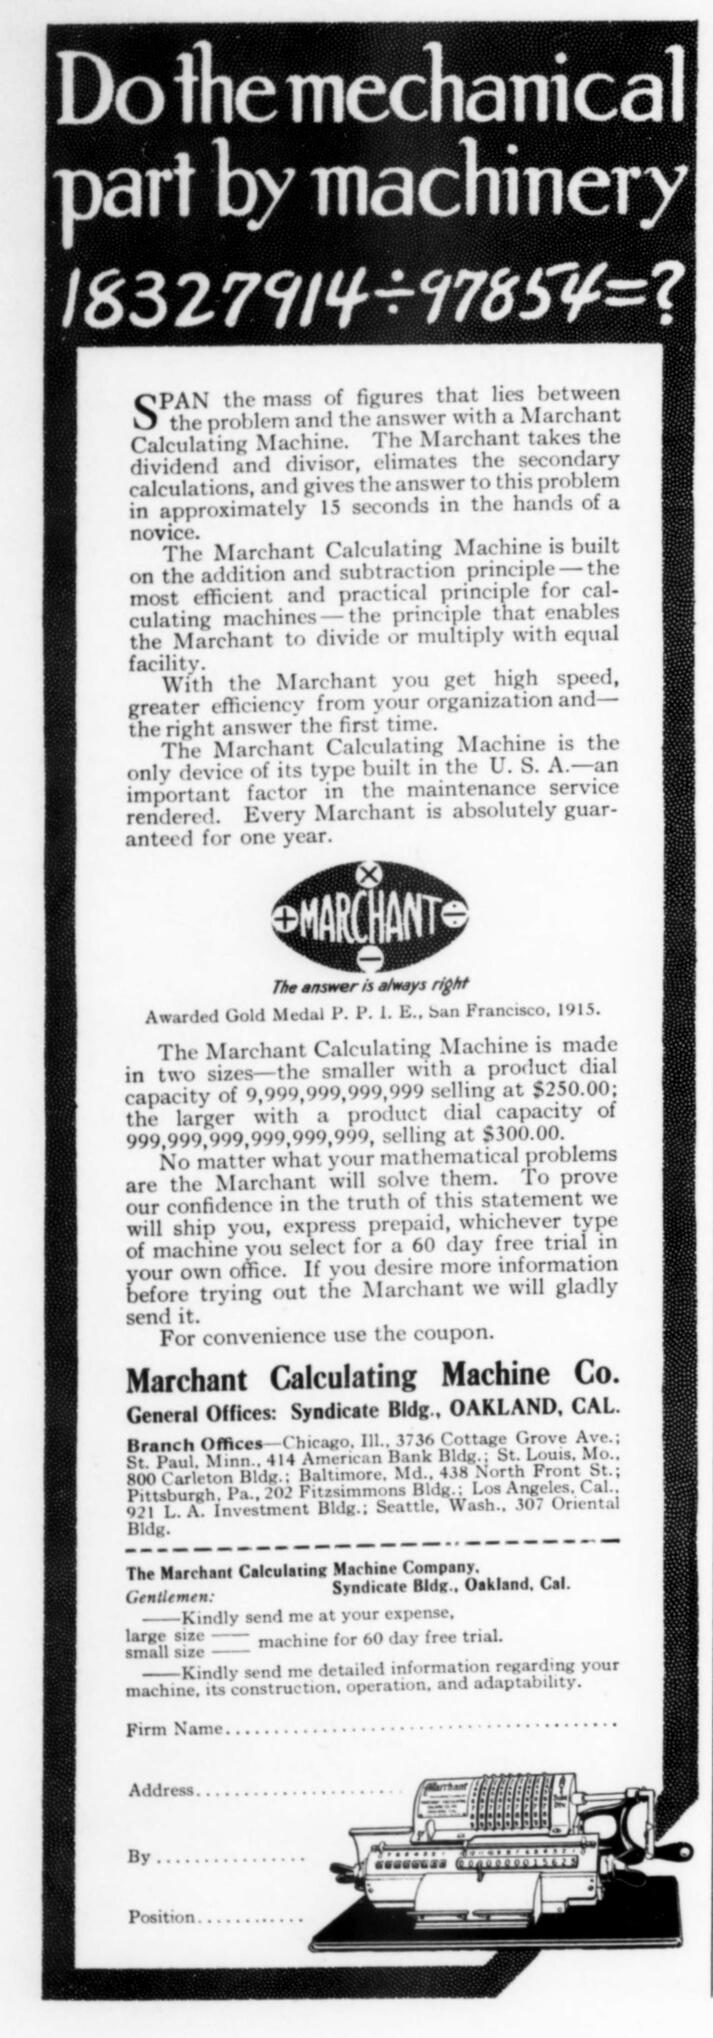 Do the mechanical
part by machinery
18327914÷97854=?
SPAN the mass of figures that lies between
the problem and the answer with a Marchant
Calculating Machine. The Marchant takes the
dividend and divisor, elimates the secondary
calculations, and gives the answer to this problem
in approximately 15 seconds in the hands of a
novice.
The Marchant Calculating Machine is built
on the addition and subtraction principle—the
most efficient and practical principle for cal-
culating machines—the principle that enables
the Marchant to divide or multiply with equal
facility.
With the Marchant you get high speed,
greater efficiency from your organization and—
the right answer the first time.
The Marchant Calculating Machine is the
only device of its type built in the U. S. A.—an
important factor in the maintenance service
rendered. Every Marchant is absolutely guar-
anteed for one year.
×
+MARCHANT÷
−
The answer is always right
Awarded Gold Medal P. P. I. E., San Francisco, 1915.
The Marchant Calculating Machine is made
in two sizes—the smaller with a product dial
capacity of 9,999,999,999,999 selling at $250.00;
the larger with a product dial capacity of
999,999,999,999,999,999, selling at $300.00.
No matter what your mathematical problems
are the Marchant will solve them. To prove
our confidence in the truth of this statement we
will ship you, express prepaid, whichever type
of machine you select for a 60 day free trial in
your own office. If you desire more information
before trying out the Marchant we will gladly
send it.
For convenience use the coupon.
Marchant Calculating Machine Co.
General Offices: Syndicate Bldg., OAKLAND, CAL.
Branch Offices—Chicago, Ill., 3736 Cottage Grove Ave.;
St. Paul, Minn., 414 American Bank Bldg.; St. Louis, Mo.,
800 Carleton Bldg.; Baltimore, Md., 438 North Front St.;
Pittsburgh, Pa., 202 Fitzsimmons Bldg.; Los Angeles, Cal.,
921 L. A. Investment Bldg.; Seattle, Wash., 307 Oriental
Bldg.
The Marchant Calculating Machine Company,
Syndicate Bldg., Oakland, Cal.
Gentlemen:
——Kindly send me at your expense,
large size ——
small size —— machine for 60 day free trial.
——Kindly send me detailed information regarding your
machine, its construction, operation, and adaptability.
Firm Name........................................
Address......................
Marchant
By................
Position............